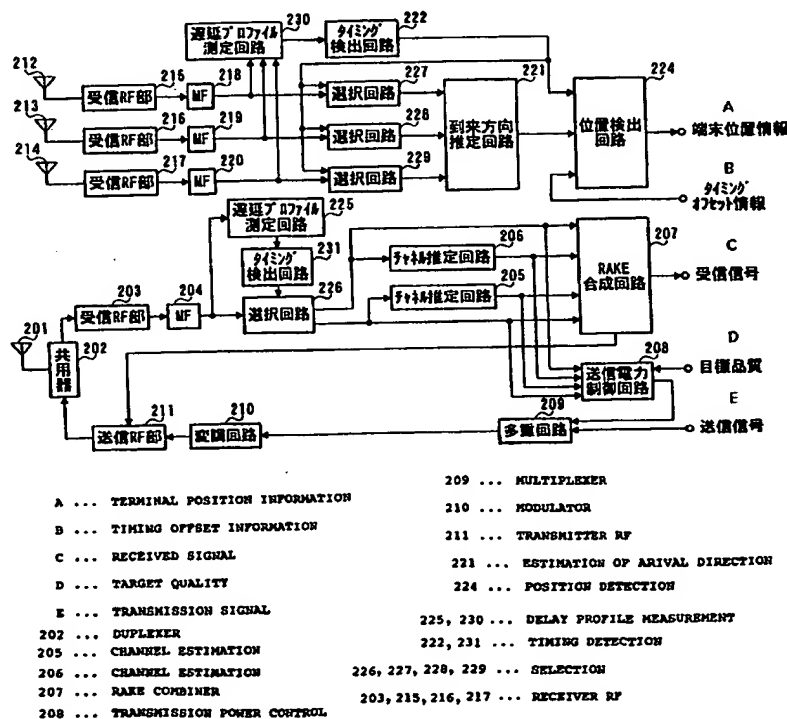 230
遅延プロファイル
測定回路
222
タイミング
検出回路
212
215
受信RF部
218
MF
227
選択回路
221
到来方向
推定回路
224
位置検出
回路
A
端末位置情報
213
216
受信RF部
219
MF
228
選択回路
214
217
受信RF部
220
MF
229
選択回路
B
タイミング
オフセット情報
遅延プロファイル
測定回路
225
タイミング
検出回路
231
206
チャネル推定回路
207
RAKE
合成回路
C
受信信号
203
受信RF部
204
MF
226
選択回路
205
チャネル推定回路
201
共用器
202
D
目標品質
208
送信電力
制御回路
E
送信信号
211
送信RF部
210
変調回路
209
多重回路
A ... TERMINAL POSITION INFORMATION
B ... TIMING OFFSET INFORMATION
C ... RECEIVED SIGNAL
D ... TARGET QUALITY
E ... TRANSMISSION SIGNAL
202 ... DUPLEXER
205 ... CHANNEL ESTIMATION
206 ... CHANNEL ESTIMATION
207 ... RAKE COMBINER
208 ... TRANSMISSION POWER CONTROL
209 ... MULTIPLEXER
210 ... MODULATOR
211 ... TRANSMITTER RF
221 ... ESTIMATION OF ARIVAL DIRECTION
224 ... POSITION DETECTION
225, 230 ... DELAY PROFILE MEASUREMENT
222, 231 ... TIMING DETECTION
226, 227, 228, 229 ... SELECTION
203, 215, 216, 217 ... RECEIVER RF